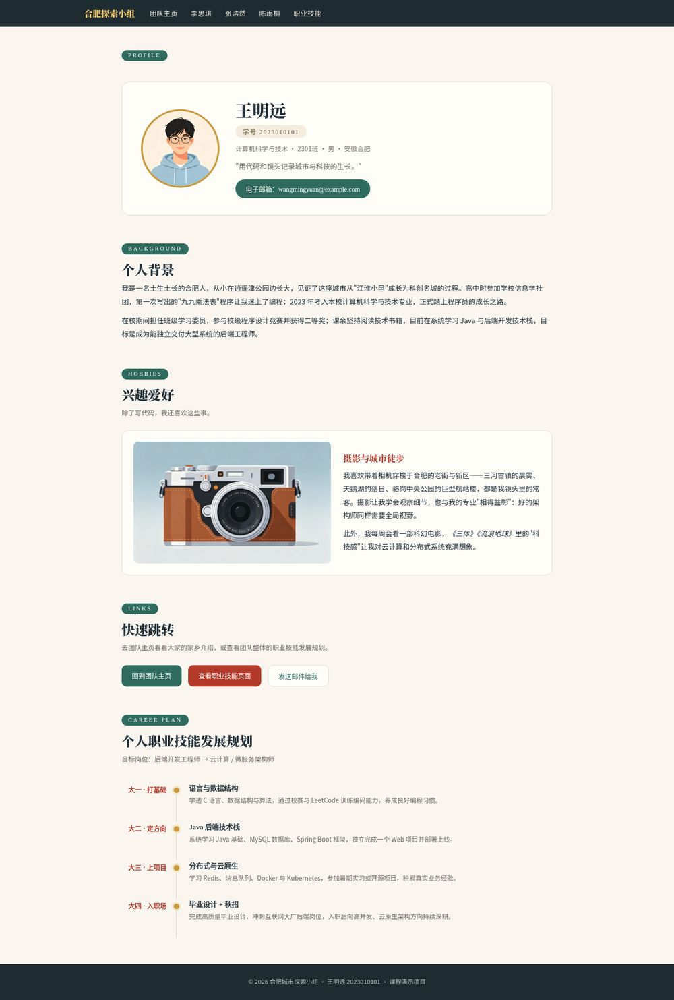 合肥探索小组 团队主页 李思琪 张浩然 陈雨桐 职业技能
PROFILE
王明远
学号 2023010101
计算机科学与技术 · 2301班 · 男 · 安徽合肥
"用代码和镜头记录城市与科技的生长。"
电子邮箱：wangmingyuan@example.com
BACKGROUND
个人背景
我是一名土生土长的合肥人，从小在逍遥津公园边长大，见证了这座城市从"江淮小邑"成长为科创名城的过程。高中时参加学校信息学社
团，第一次写出的"九九乘法表"程序让我迷上了编程；2023 年考入本校计算机科学与技术专业，正式踏上程序员的成长之路。
在校期间担任班级学习委员，参与校级程序设计竞赛并获得二等奖；课余坚持阅读技术书籍，目前在系统学习 Java 与后端开发技术栈，目
标是成为能独立交付大型系统的后端工程师。
HOBBIES
兴趣爱好
除了写代码，我还喜欢这些事。
摄影与城市徒步
我喜欢带着相机穿梭于合肥的老街与新区——三河古镇的晨雾、
天鹅湖的落日、骆岗中央公园的巨型航站楼，都是我镜头里的常
客。摄影让我学会观察细节，也与我的专业"相得益彰"：好的架
构师同样需要全局视野。
此外，我每周会看一部科幻电影，《三体》《流浪地球》里的"科
技感"让我对云计算和分布式系统充满想象。
LINKS
快速跳转
去团队主页看看大家的家乡介绍，或查看团队整体的职业技能发展规划。
回到团队主页 查看职业技能页面 发送邮件给我
CAREER PLAN
个人职业技能发展规划
目标岗位：后端开发工程师 → 云计算 / 微服务架构师
大一 · 打基础 语言与数据结构
学透 C 语言、数据结构与算法，通过校赛与 LeetCode 训练编码能力，养成良好编程习惯。
大二 · 定方向 Java 后端技术栈
系统学习 Java 基础、MySQL 数据库、Spring Boot 框架，独立完成一个 Web 项目并部署上线。
大三 · 上项目 分布式与云原生
学习 Redis、消息队列、Docker 与 Kubernetes，参加暑期实习或开源项目，积累真实业务经验。
大四 · 入职场 毕业设计 + 秋招
完成高质量毕业设计，冲刺互联网大厂后端岗位，入职后向高并发、云原生架构方向持续深耕。
© 2026 合肥城市探索小组 · 王明远 2023010101 · 课程演示项目